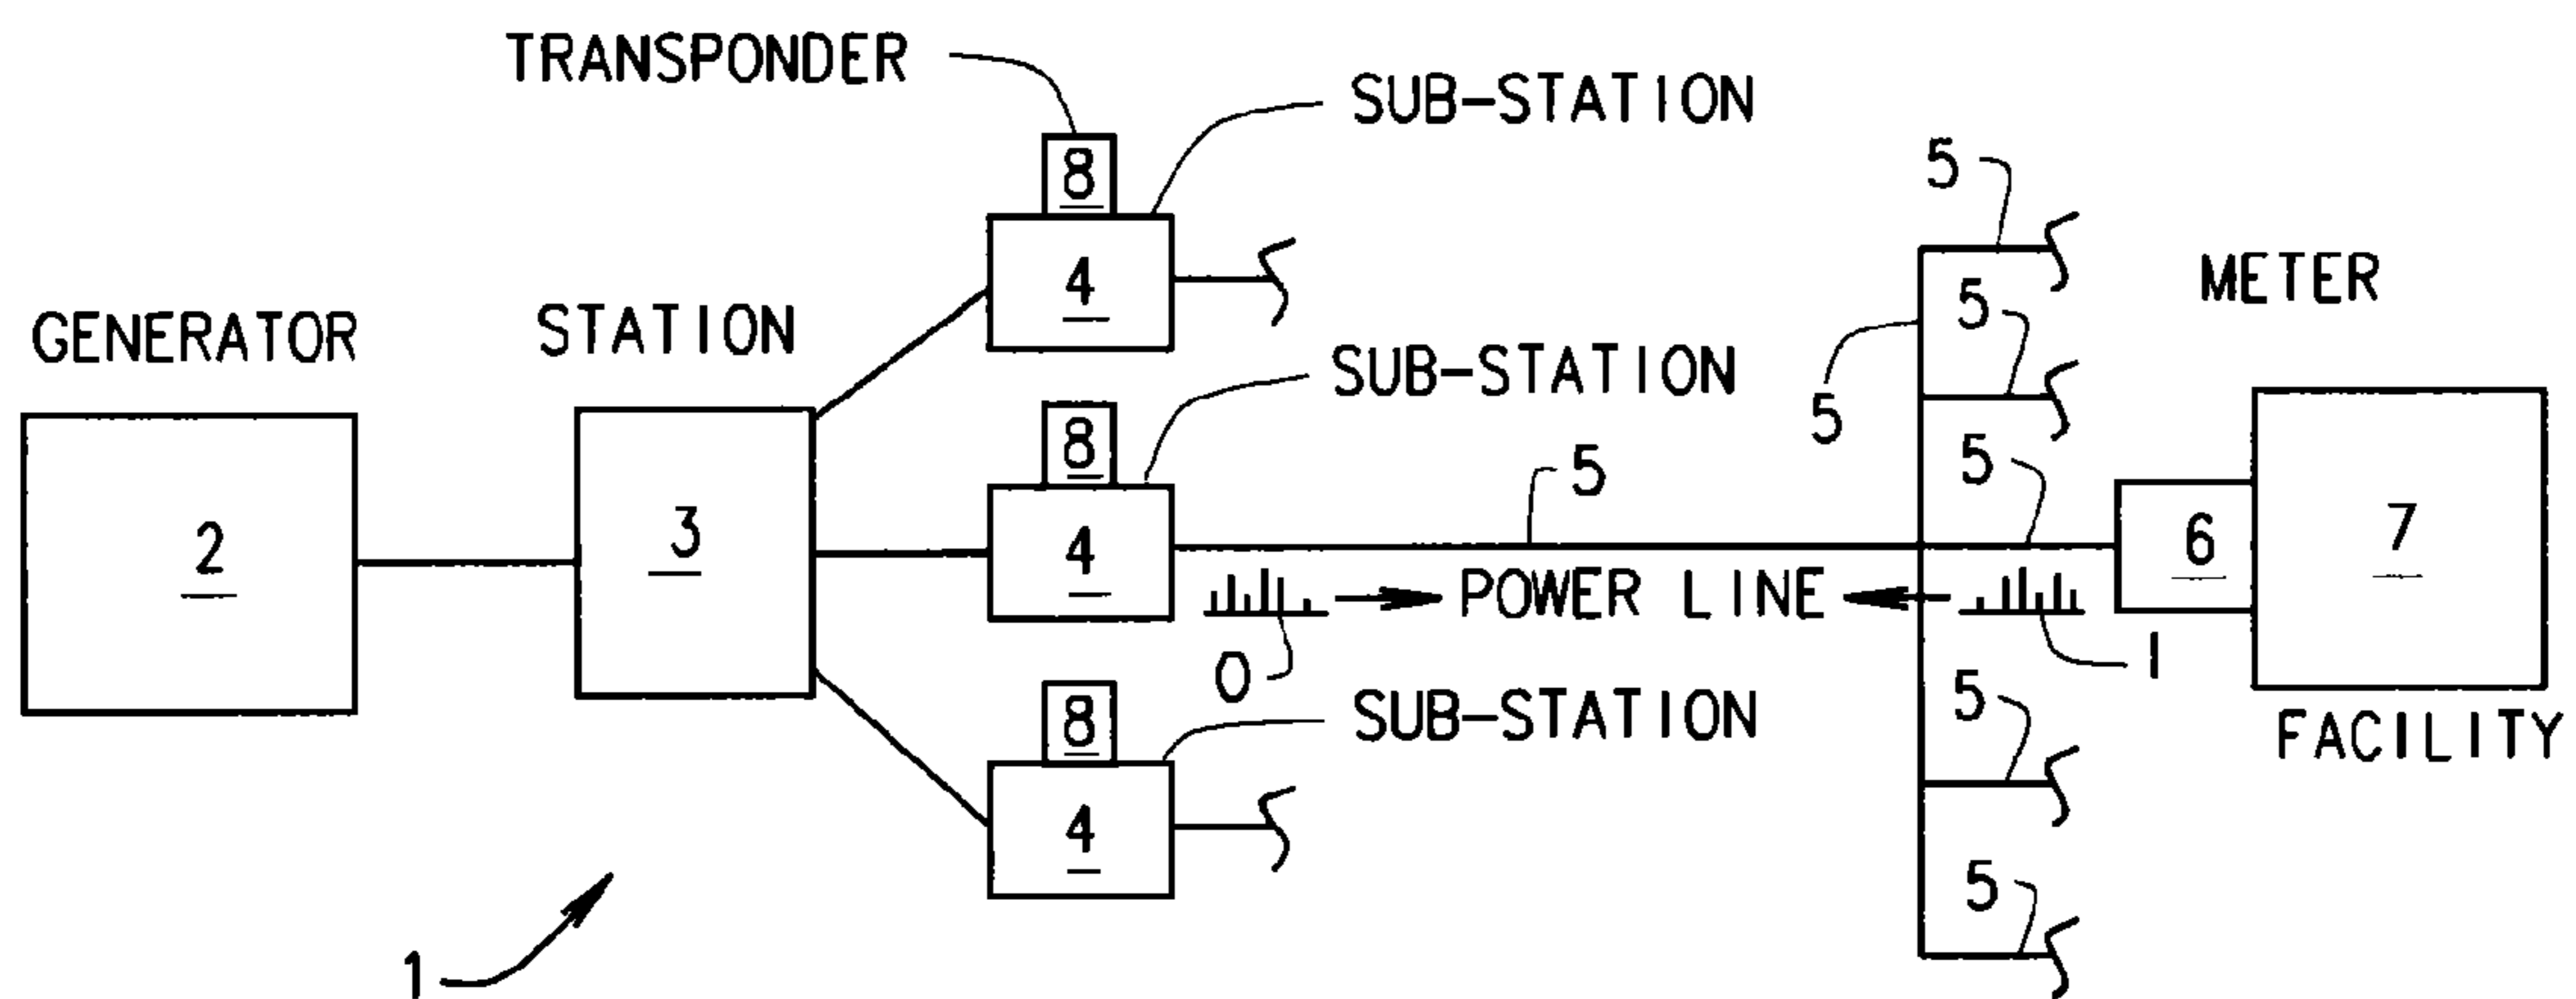 TRANSPONDER
SUB-STATION
8
5
4
METER
5
GENERATOR
STATION
SUB-STATION
5
8
5
5
2
3
4
6
7
POWER LINE
0
1
SUB-STATION
8
5
FACILITY
4
5
1